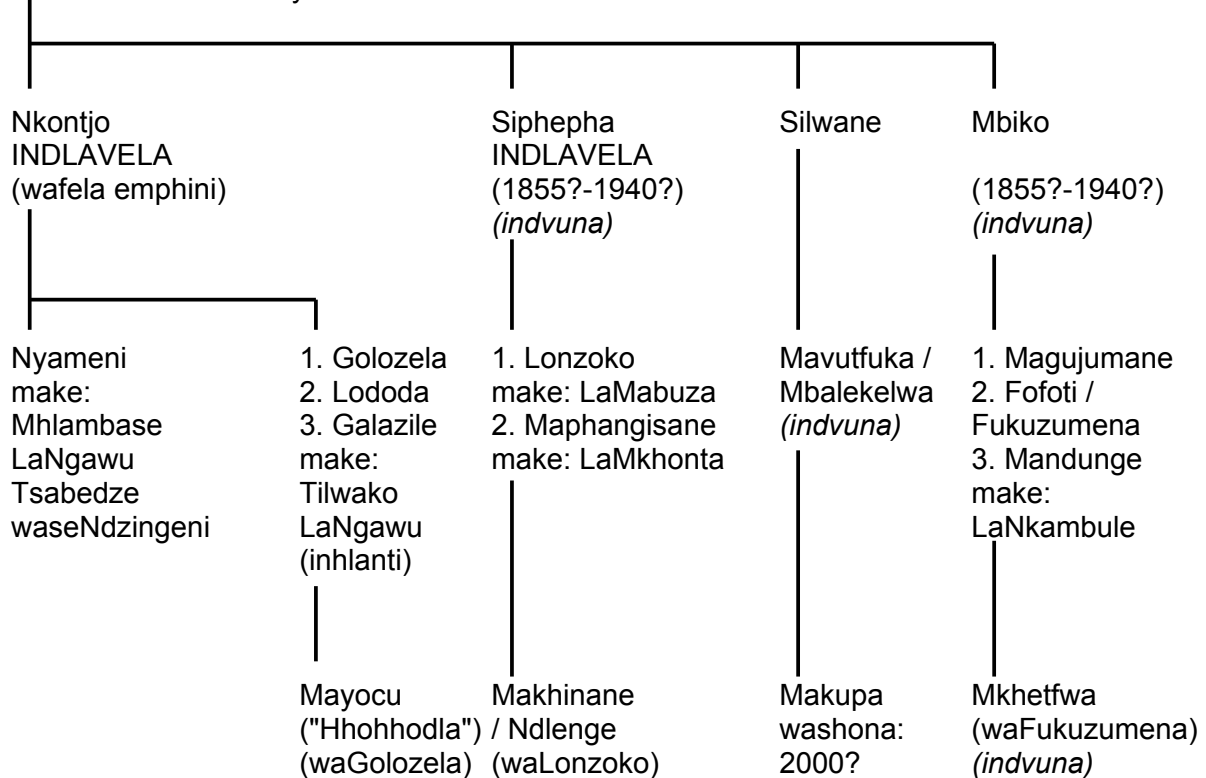 Nkontjo
INDLAVELA
(wafela emphini)
Siphepha
INDLAVELA
(1855?-1940?)
(indvuna)
Silwane
Mbiko
(1855?-1940?)
(indvuna)
Nyameni
make:
Mhlambase
LaNgawu
Tsabedze
waseNdzingeni
1. Golozela
2. Lododa
3. Galazile
make:
Tilwako
LaNgawu
(inhlanti)
1. Lonzoko
make: LaMabuza
2. Maphangisane
make: LaMkhonta
Mavutfuka /
Mbalekelwa
(indvuna)
1. Magujumane
2. Fofoti /
Fukuzumena
3. Mandunge
make:
LaNkambule
Mayocu
("Hhohhodla")
(waGolozela)
Makhinane
/ Ndlenge
(waLonzoko)
Makupa
washona:
2000?
Mkhetfwa
(waFukuzumena)
(indvuna)